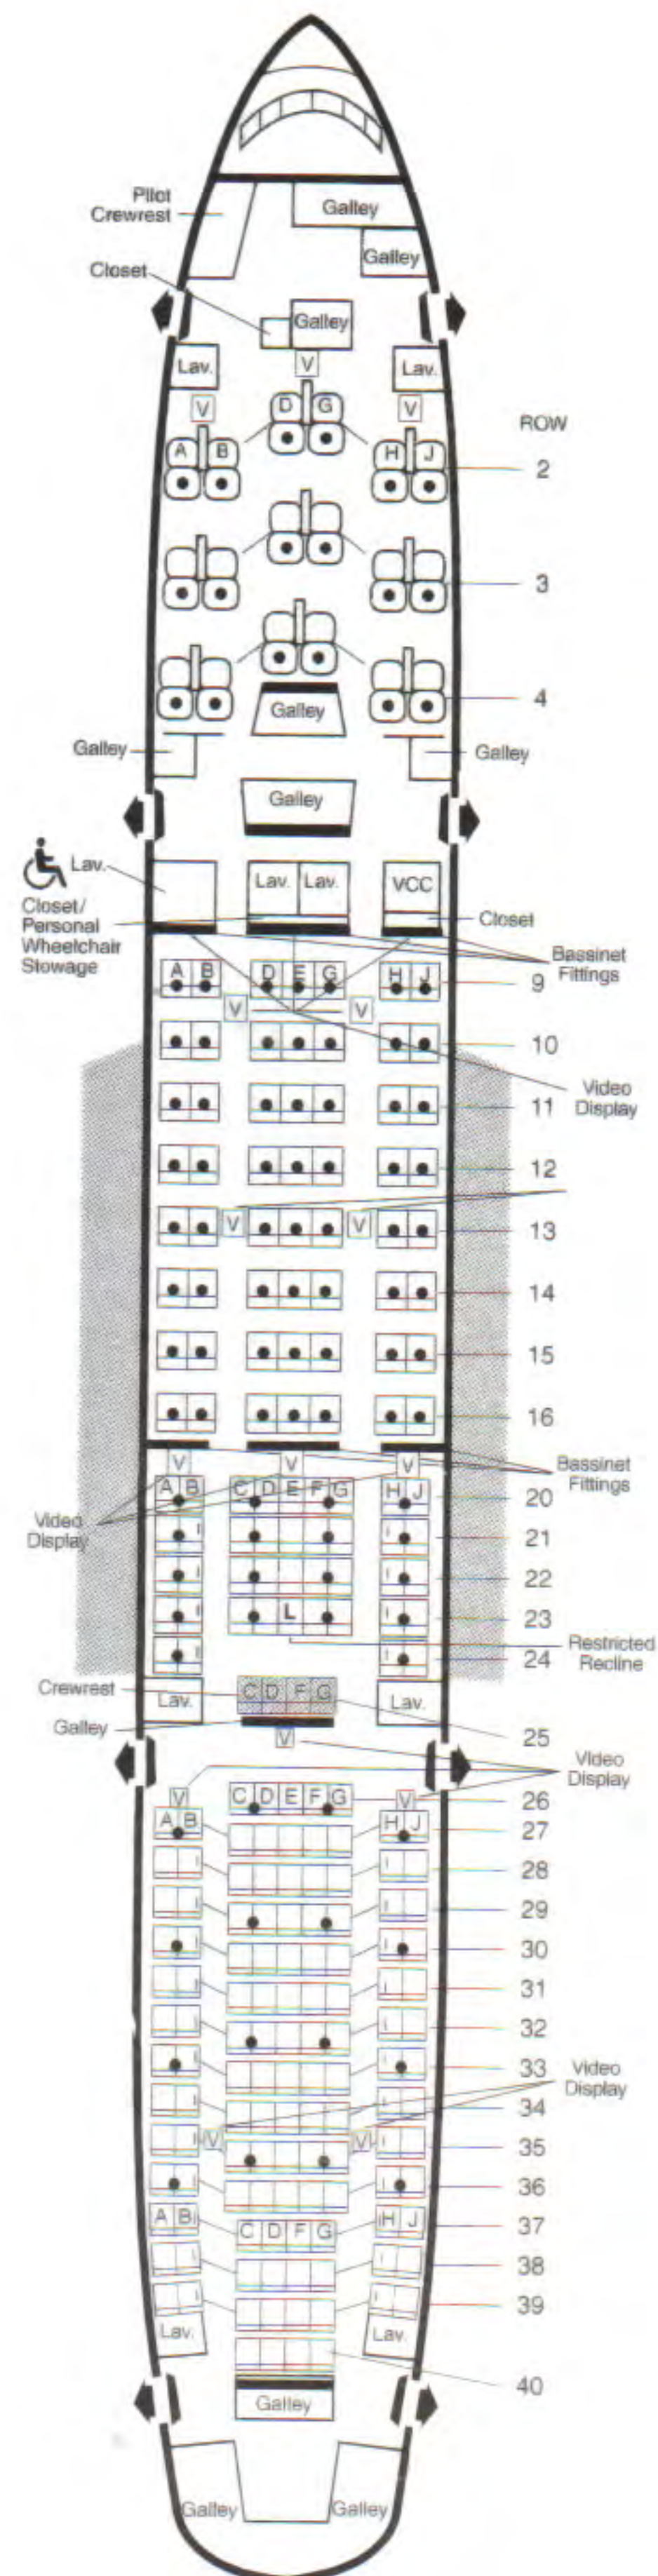 Pilot
Crewrest
Galley
Galley
Closet
Galley
Lav.
V
Lav.
V
D G
V
ROW
A B
H J
2
3
4
Galley
Galley
Galley
Galley
Lav.
Lav. Lav.
VCC
Closet/
Personal
Wheelchair
Stowage
Closet
Bassinet
Fittings
A B
D E G
H J
9
V
V
10
Video
Display
11
12
V
V
13
14
15
16
V
V
V
Bassinet
Fittings
A B
C D E F G
H J
20
Video
Display
21
22
L
23
Restricted
Recline
24
Crewrest
Lav.
C D F G
Lav.
Galley
25
V
Video
Display
V
C D E F G
V
26
A B
H J
27
28
29
30
31
32
33
Video
Display
34
V
V
35
36
A B
C D F G
H J
37
38
39
Lav.
Lav.
40
Galley
Galley
Galley